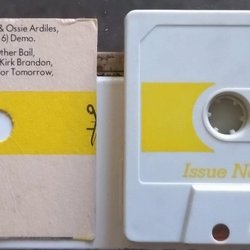 & Ossie Ardiles,
6) Demo.
ther Bail,
Kirk Brandon,
or Tomorrow,
Issue N